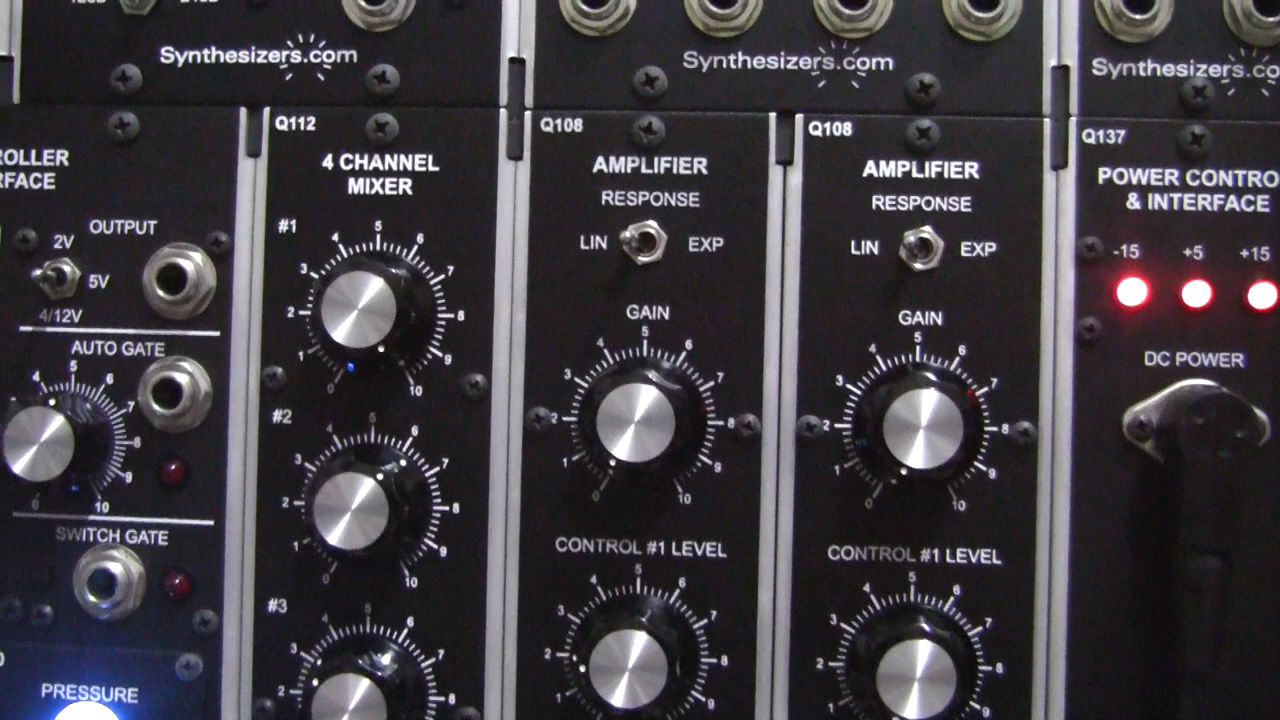 Synthesizers.com
Synthesizers.com
Synthesizers.co
ROLLER
RFACE
OUTPUT
2V
5V
4/12V
AUTO GATE
4 5 6 7 8 9 10 0
SWITCH GATE
PRESSURE
Q112
4 CHANNEL
MIXER
#1
0 1 2 3 4 5 6 7 8 9 10
#2
0 1 2 3 4 5 6 7 8 9 10
#3
2 3 4 5 6 7 8
Q108
AMPLIFIER
RESPONSE
LIN EXP
GAIN
0 1 2 3 4 5 6 7 8 9 10
CONTROL #1 LEVEL
1 2 3 4 5 6 7 8 9
Q108
AMPLIFIER
RESPONSE
LIN EXP
GAIN
0 1 2 3 4 5 6 7 8 9 10
CONTROL #1 LEVEL
1 2 3 4 5 6 7 8 9
Q137
POWER CONTRO
& INTERFACE
-15 +5 +15
DC POWER